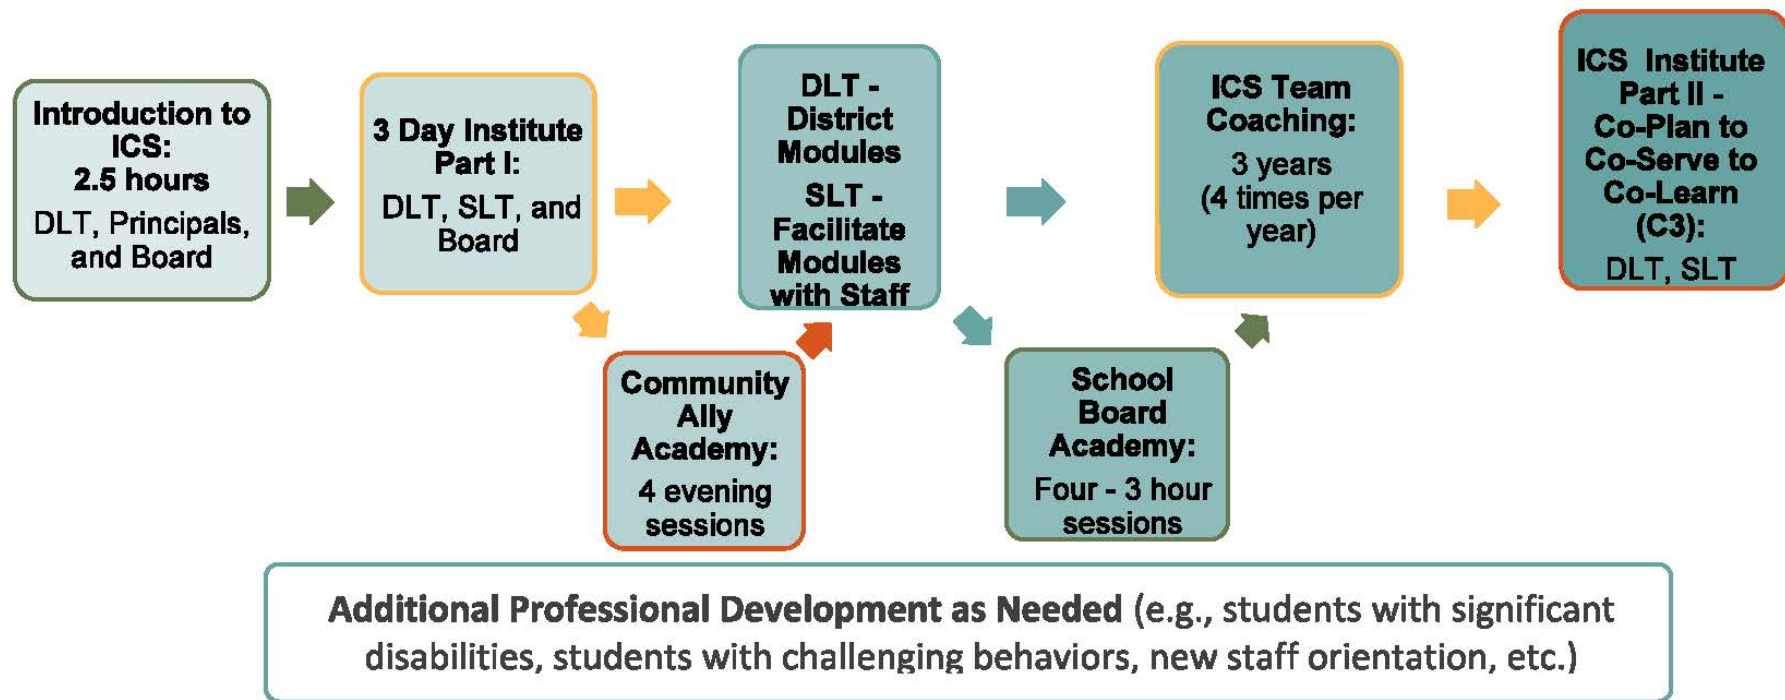 Introduction to
ICS:
2.5 hours
DLT, Principals,
and Board
3 Day Institute
Part I:
DLT, SLT, and
Board
DLT -
District
Modules
SLT -
Facilitate
Modules
with Staff
ICS Team
Coaching:
3 years
(4 times per
year)
ICS Institute
Part II -
Co-Plan to
Co-Serve to
Co-Learn
(C3):
DLT, SLT
Community
Ally
Academy:
4 evening
sessions
School
Board
Academy:
Four - 3 hour
sessions
Additional Professional Development as Needed (e.g., students with significant
disabilities, students with challenging behaviors, new staff orientation, etc.)